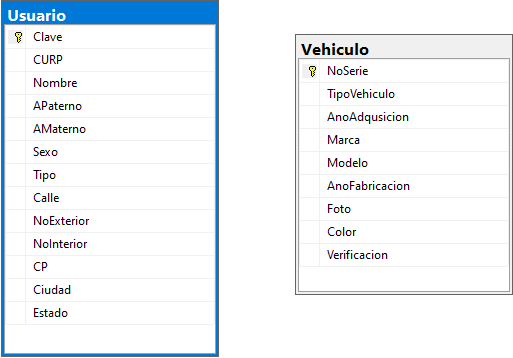 Usuario
Clave
CURP
Nombre
APaterno
AMaterno
Sexo
Tipo
Calle
NoExterior
NoInterior
CP
Ciudad
Estado
Vehiculo
NoSerie
TipoVehiculo
AnoAdqusicion
Marca
Modelo
AnoFabricacion
Foto
Color
Verificacion